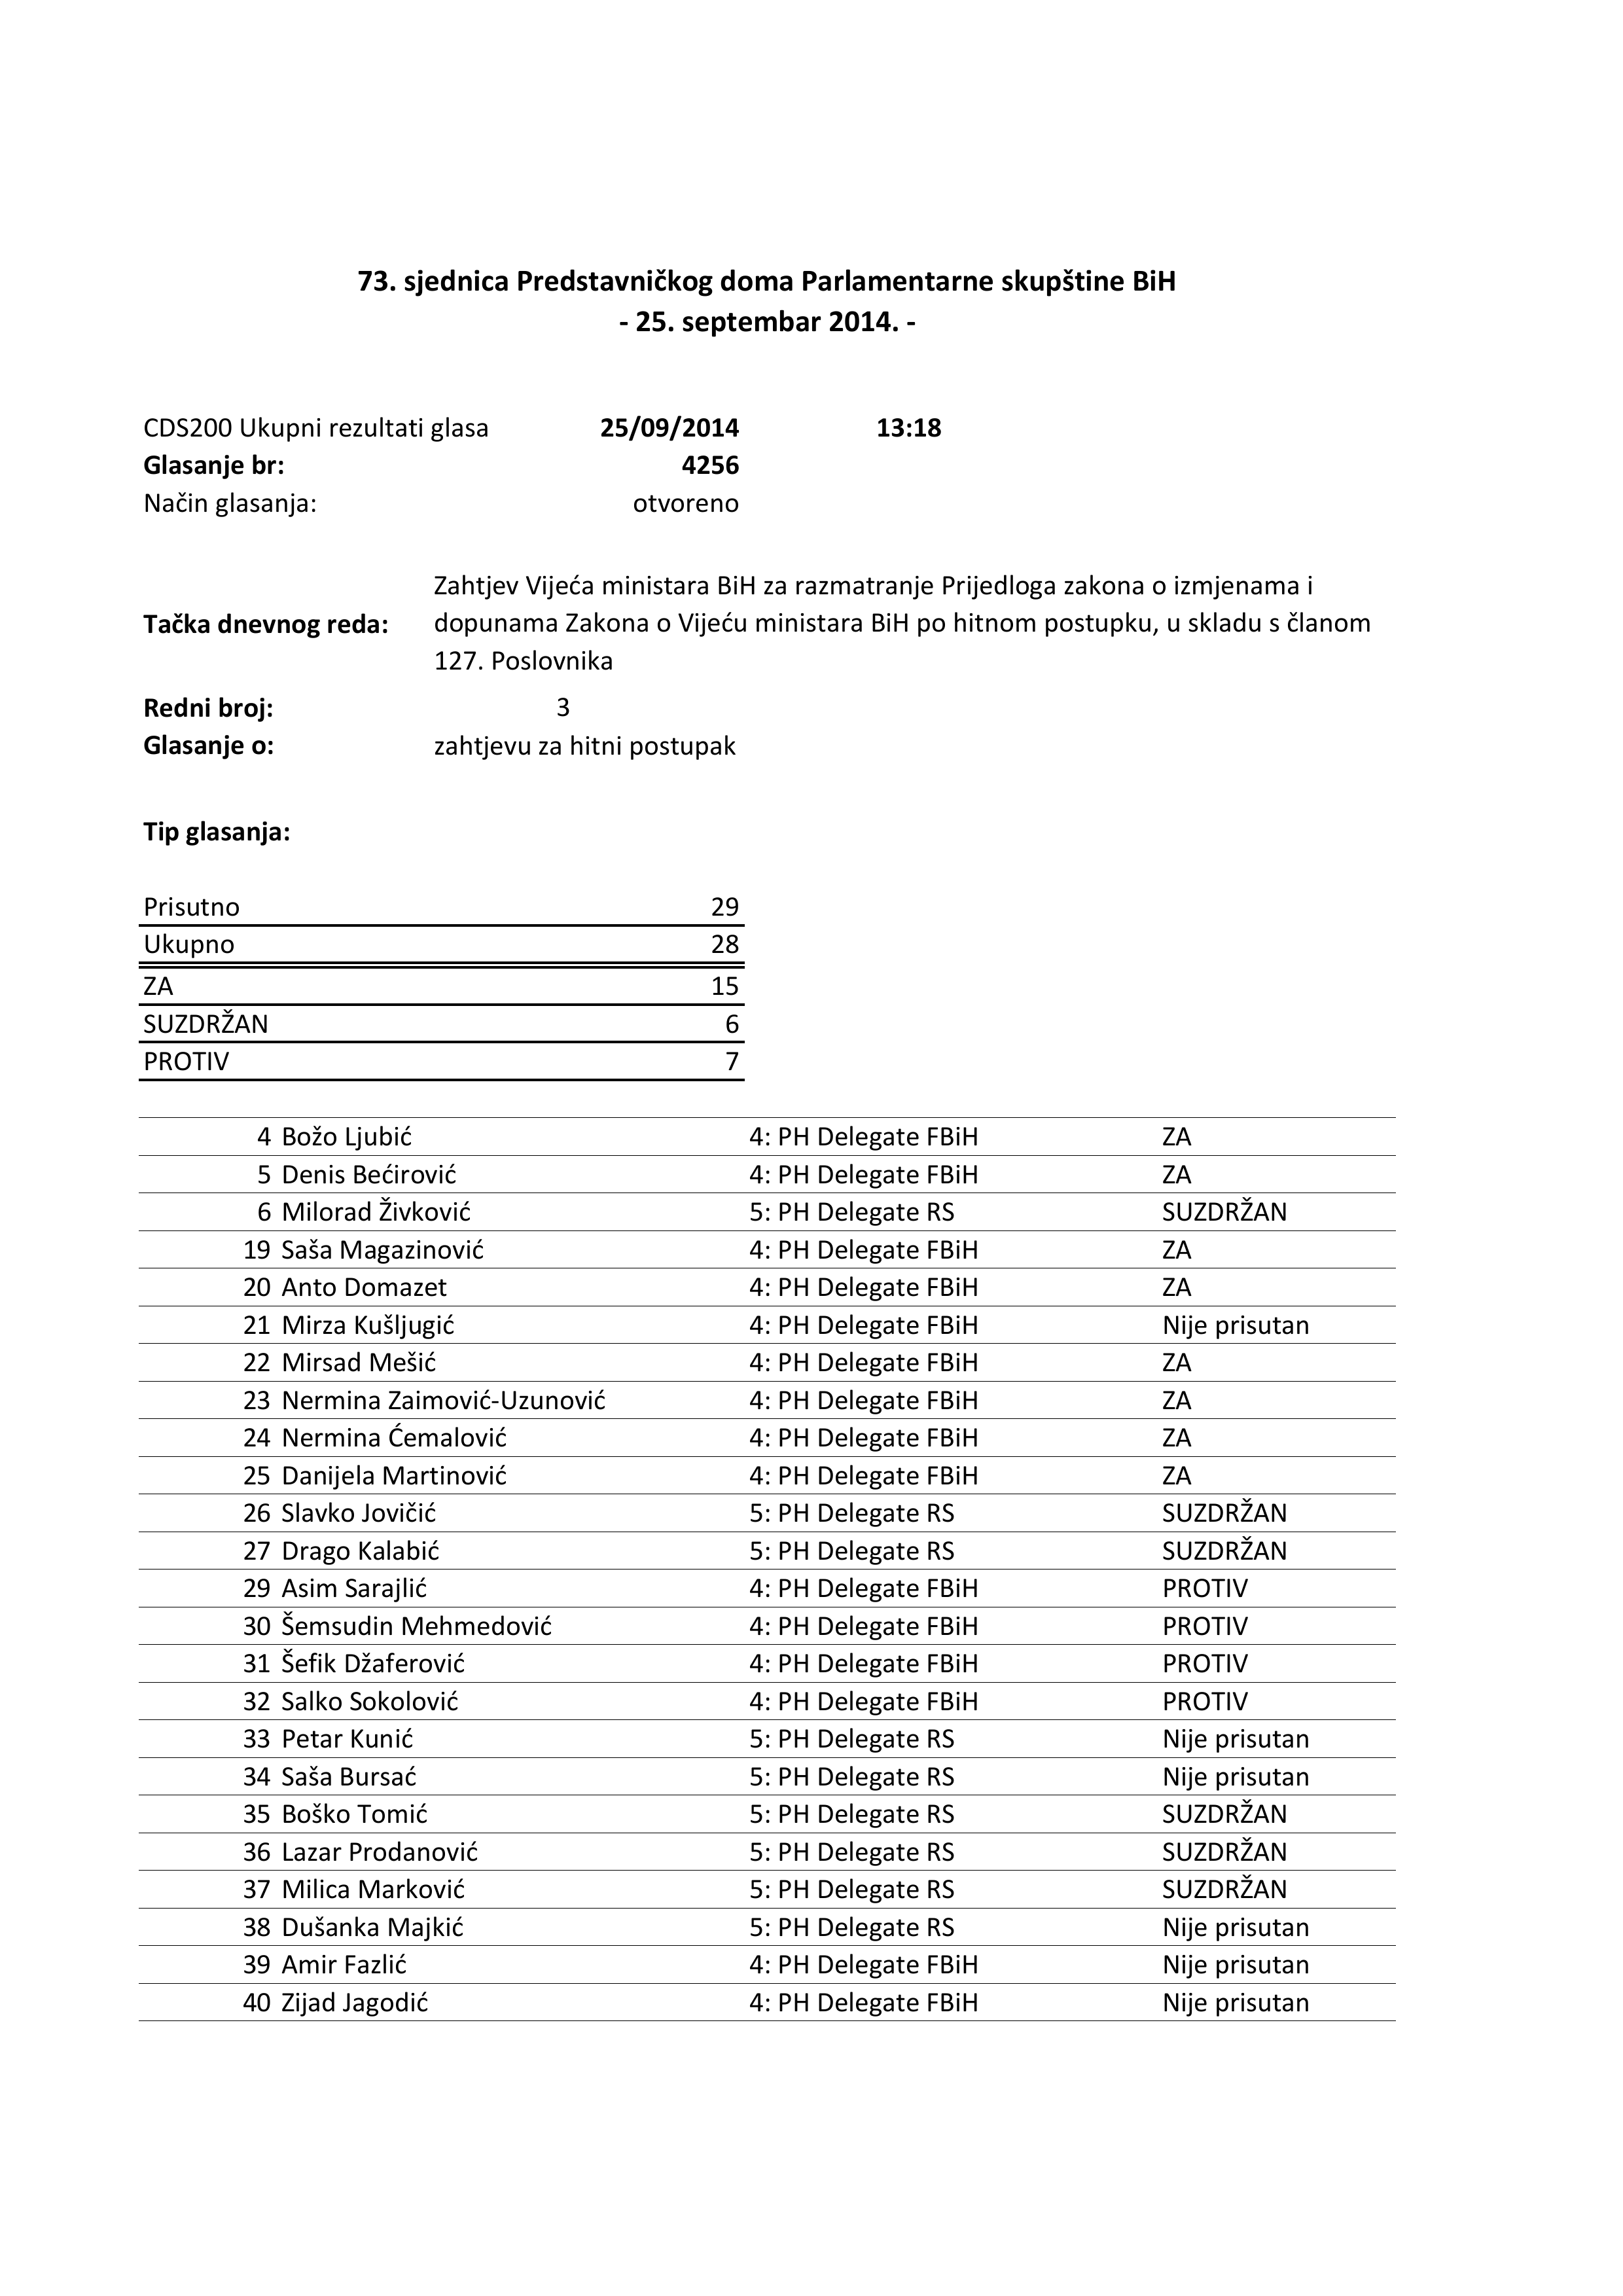 73. sjednica Predstavničkog doma Parlamentarne skupštine BiH
- 25. septembar 2014. -
CDS200 Ukupni rezultati glasa 25/09/2014 13:18
Glasanje br: 4256
Način glasanja: otvoreno
Zahtjev Vijeća ministara BiH za razmatranje Prijedloga zakona o izmjenama i
Tačka dnevnog reda: dopunama Zakona o Vijeću ministara BiH po hitnom postupku, u skladu s članom
127. Poslovnika
Redni broj: 3
Glasanje o: zahtjevu za hitni postupak
Tip glasanja:
Prisutno 29
Ukupno 28
ZA 15
SUZDRŽAN 6
PROTIV 7
4 Božo Ljubić 4: PH Delegate FBiH ZA
5 Denis Bećirović 4: PH Delegate FBiH ZA
6 Milorad Živković 5: PH Delegate RS SUZDRŽAN
19 Saša Magazinović 4: PH Delegate FBiH ZA
20 Anto Domazet 4: PH Delegate FBiH ZA
21 Mirza Kušljugić 4: PH Delegate FBiH Nije prisutan
22 Mirsad Mešić 4: PH Delegate FBiH ZA
23 Nermina Zaimović-Uzunović 4: PH Delegate FBiH ZA
24 Nermina Ćemalović 4: PH Delegate FBiH ZA
25 Danijela Martinović 4: PH Delegate FBiH ZA
26 Slavko Jovičić 5: PH Delegate RS SUZDRŽAN
27 Drago Kalabić 5: PH Delegate RS SUZDRŽAN
29 Asim Sarajlić 4: PH Delegate FBiH PROTIV
30 Šemsudin Mehmedović 4: PH Delegate FBiH PROTIV
31 Šefik Džaferović 4: PH Delegate FBiH PROTIV
32 Salko Sokolović 4: PH Delegate FBiH PROTIV
33 Petar Kunić 5: PH Delegate RS Nije prisutan
34 Saša Bursać 5: PH Delegate RS Nije prisutan
35 Boško Tomić 5: PH Delegate RS SUZDRŽAN
36 Lazar Prodanović 5: PH Delegate RS SUZDRŽAN
37 Milica Marković 5: PH Delegate RS SUZDRŽAN
38 Dušanka Majkić 5: PH Delegate RS Nije prisutan
39 Amir Fazlić 4: PH Delegate FBiH Nije prisutan
40 Zijad Jagodić 4: PH Delegate FBiH Nije prisutan